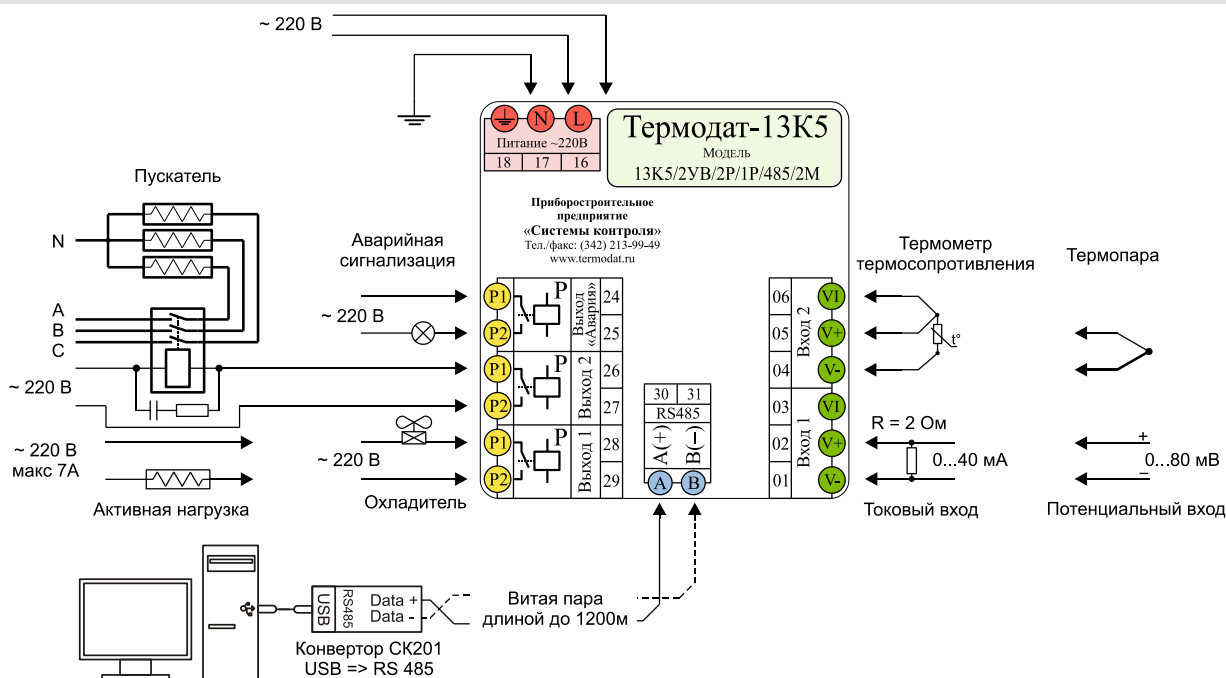 ~ 220 В
N
L
Питание ~220В
18
17
16
Термодат-13К5
Модель
13К5/2УВ/2Р/1Р/485/2М
Приборостроительное
предприятие
«Системы контроля»
Тел./факс: (342) 213-99-49
www.termodat.ru
Пускатель
N
A
B
C
~ 220 В
~ 220 В
макс 7А
Активная нагрузка
Аварийная
сигнализация
~ 220 В
~ 220 В
Охладитель
P1
P
Выход
«Авария»
24
P2
25
P1
P
Выход 2
26
P2
27
P1
P
Выход 1
28
P2
29
30
31
RS485
A(+)
B(−)
A
B
06
VI
05
V+
Вход 2
04
V-
03
VI
02
V+
Вход 1
01
V-
Термометр
термосопротивления
t°
Термопара
R = 2 Ом
0...40 мА
Токовый вход
+
0...80 мВ
−
Потенциальный вход
USB
RS485
Data +
Data -
Конвертор СК201
USB => RS 485
Витая пара
длиной до 1200м